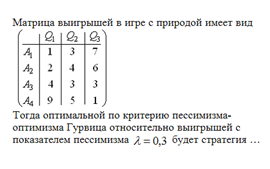 Матрица выигрышей в игре с природой имеет вид
Q₁ Q₂ Q₃
A₁ 1 3 7
A₂ 2 4 6
A₃ 4 3 3
A₄ 9 5 1
Тогда оптимальной по критерию пессимизма-
оптимизма Гурвица относительно выигрышей с
показателем пессимизма λ = 0,3 будет стратегия …